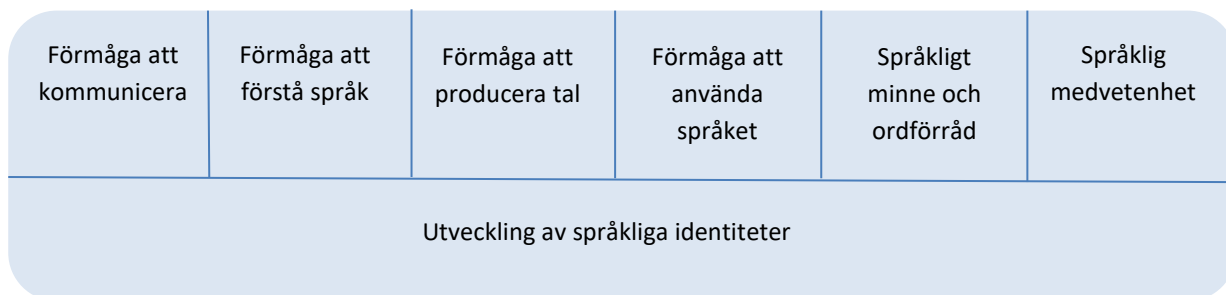 Förmåga att
kommunicera
Förmåga att
förstå språk
Förmåga att
producera tal
Förmåga att
använda
språket
Språkligt
minne och
ordförråd
Språklig
medvetenhet
Utveckling av språkliga identiteter